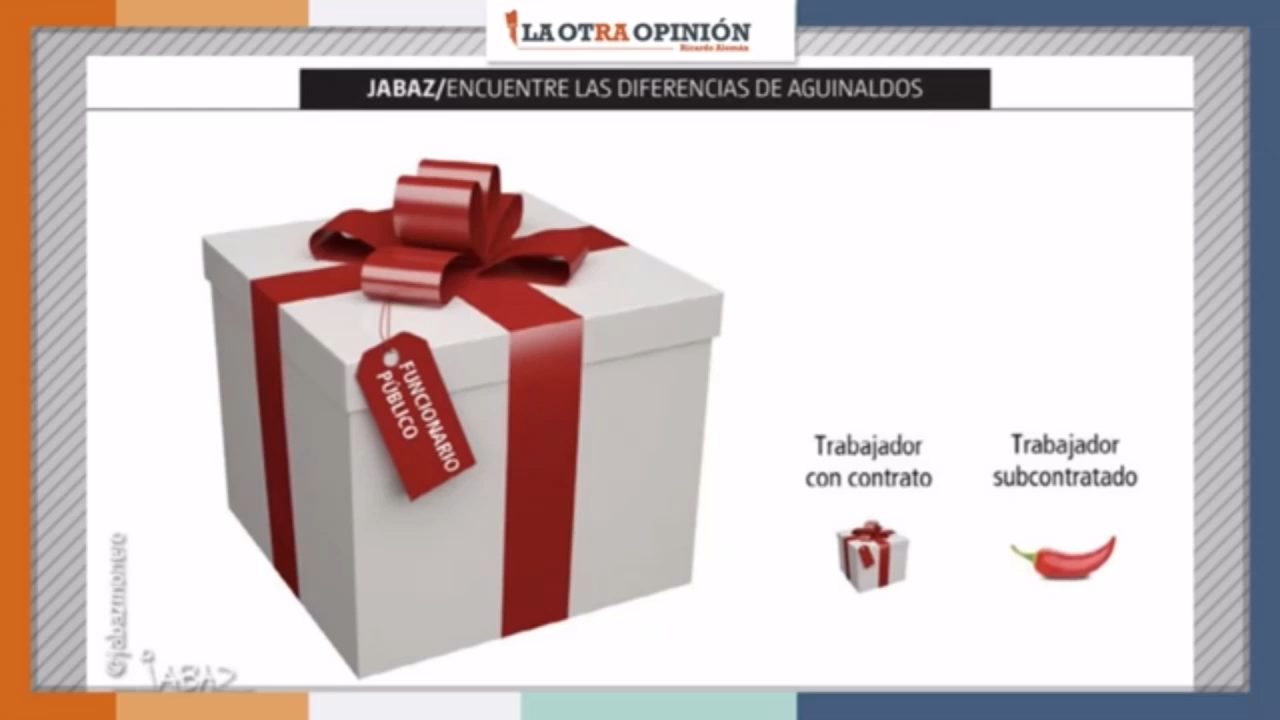 LA OTRA OPINIÓN
Ricardo Alemán
JABAZ/ENCUENTRE LAS DIFERENCIAS DE AGUINALDOS
FUNCIONARIO
PÚBLICO
Trabajador
con contrato
Trabajador
subcontratado
@jabazmontero
JABAZ